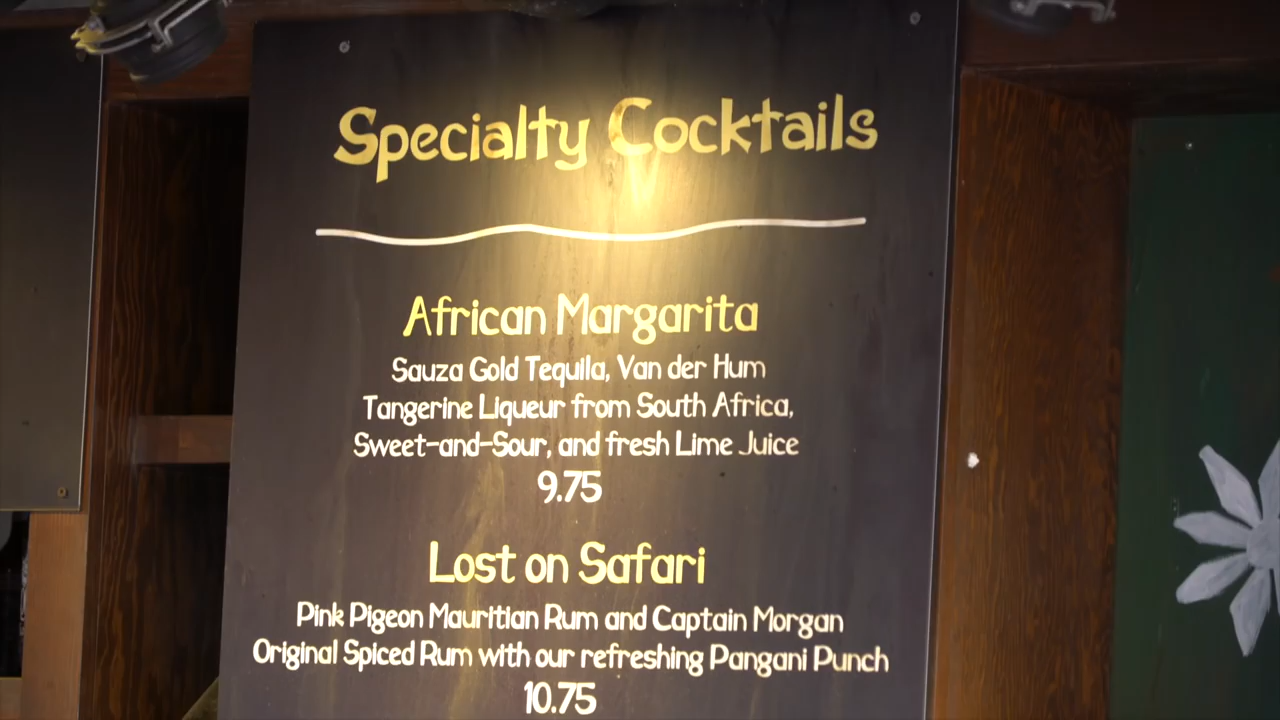 Specialty Cocktails
African Margarita
Sauza Gold Tequila, Van der Hum
Tangerine Liqueur from South Africa,
Sweet-and-Sour, and fresh Lime Juice
9.75
Lost on Safari
Pink Pigeon Mauritian Rum and Captain Morgan
Original Spiced Rum with our refreshing Pangani Punch
10.75